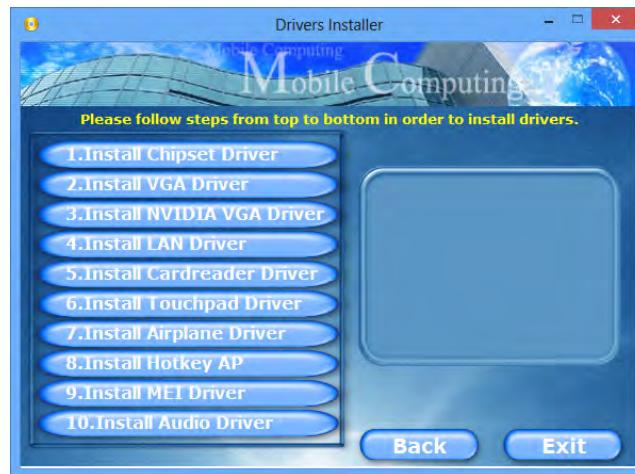 Drivers Installer
Mobile Computing
Mobile Computing
Please follow steps from top to bottom in order to install drivers.
1.Install Chipset Driver
2.Install VGA Driver
3.Install NVIDIA VGA Driver
4.Install LAN Driver
5.Install Cardreader Driver
6.Install Touchpad Driver
7.Install Airplane Driver
8.Install Hotkey AP
9.Install MEI Driver
10.Install Audio Driver
Back
Exit